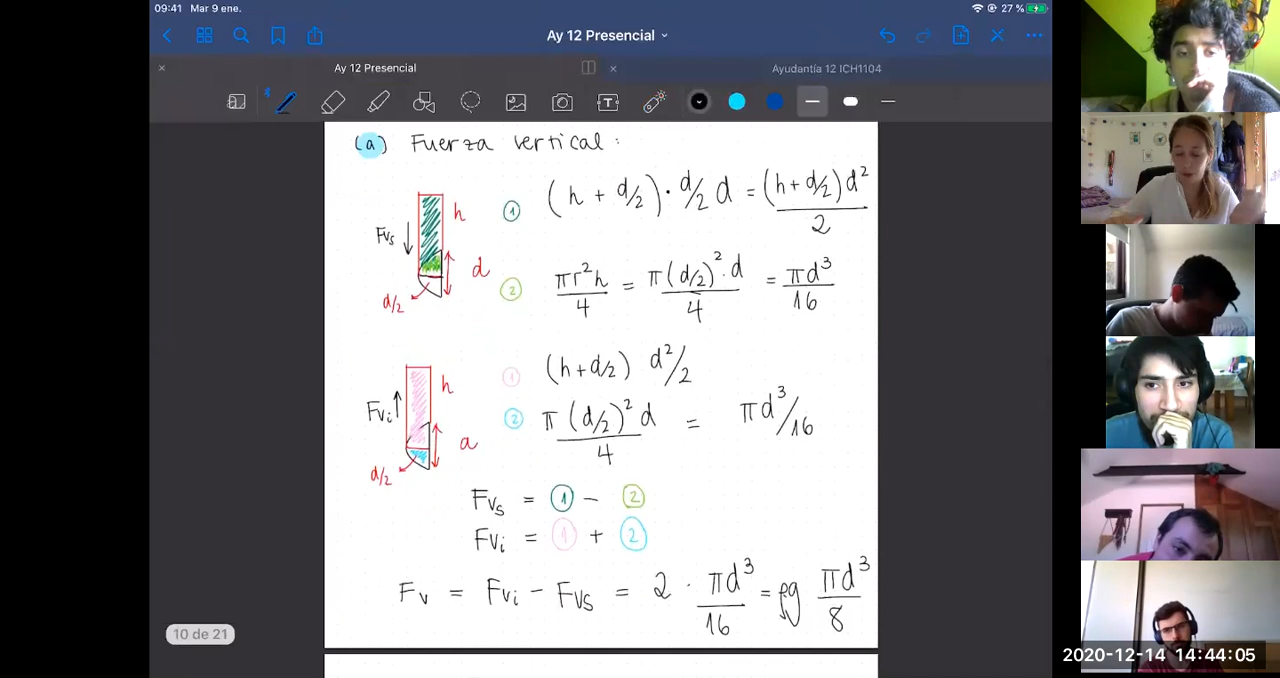 09:41 Mar 9 ene. 27 %
Ay 12 Presencial
Ay 12 Presencial Ayudantía 12 ICH1104
(a) Fuerza vertical:
h
Fvs
d
d/2
① (h + d/2) · d/2 d = (h+d/2) d² / 2
② πr²h / 4 = π(d/2)² · d / 4 = πd³ / 16
h
Fvi
a
d/2
① (h + d/2) d²/2
② π (d/2)² d / 4 = πd³/16
Fvs = ① − ②
Fvi = ① + ②
Fv = Fvi − Fvs = 2 · πd³ / 16 = ρg πd³ / 8
10 de 21
2020-12-14 14:44:05